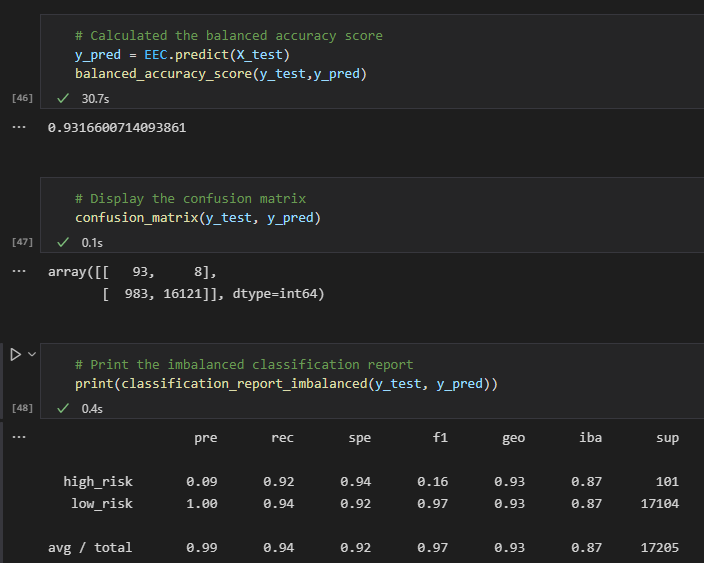 # Calculated the balanced accuracy score
y_pred = EEC.predict(X_test)
balanced_accuracy_score(y_test,y_pred)
[46] ✓ 30.7s
... 0.9316600714093861
# Display the confusion matrix
confusion_matrix(y_test, y_pred)
[47] ✓ 0.1s
... array([[   93,     8],
       [  983, 16121]], dtype=int64)
# Print the imbalanced classification report
print(classification_report_imbalanced(y_test, y_pred))
[48] ✓ 0.4s
...                pre       rec       spe        f1       geo       iba       sup
  high_risk       0.09      0.92      0.94      0.16      0.93      0.87       101
   low_risk       1.00      0.94      0.92      0.97      0.93      0.87     17104
avg / total       0.99      0.94      0.92      0.97      0.93      0.87     17205